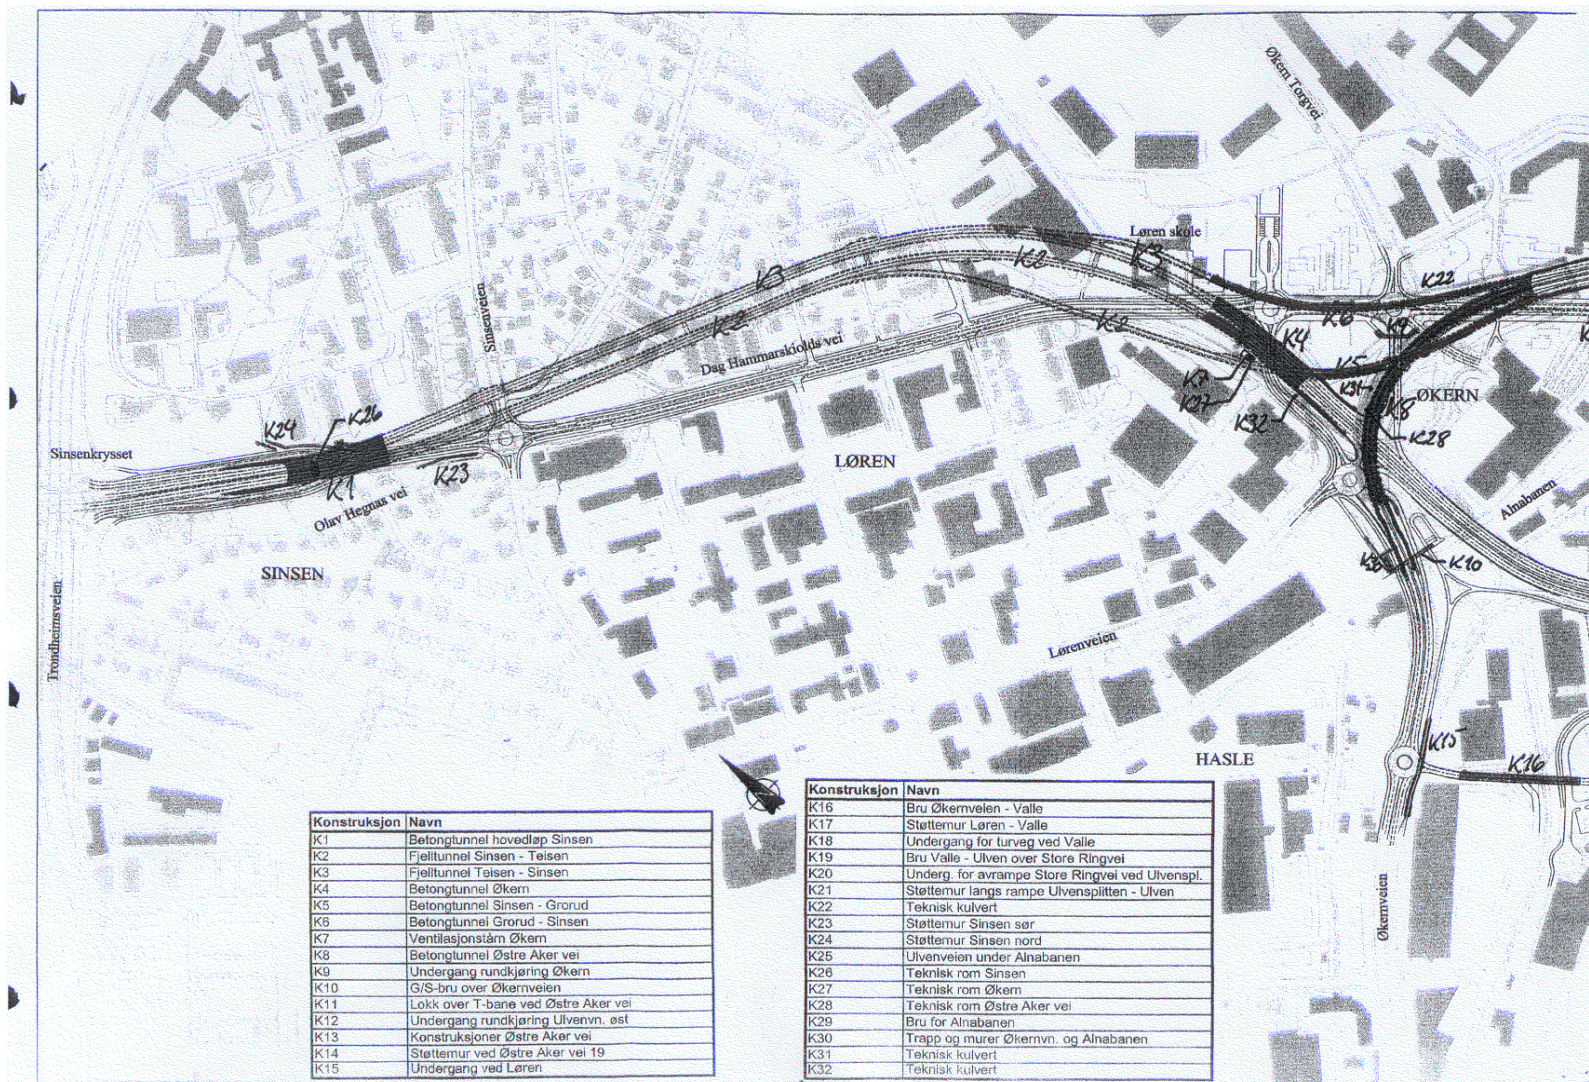 Økern Torgvei
Løren skole
K3
K2
K3
K22
K2
K6
K9
Sinsenveien
K2
K4
Dag Hammarskiolds vei
K5
K7
K31
K27
K8
ØKERN
K24
K26
K32
K28
Sinsenkrysset
K1
K23
LØREN
Olav Hegnas vei
Alnabanen
SINSEN
K10
Trondheimsveien
Lørenveien
K15
HASLE
K16
Økernveien
Konstruksjon Navn
K1 Betongtunnel hovedløp Sinsen
K2 Fjelltunnel Sinsen - Teisen
K3 Fjelltunnel Teisen - Sinsen
K4 Betongtunnel Økern
K5 Betongtunnel Sinsen - Grorud
K6 Betongtunnel Grorud - Sinsen
K7 Ventilasjonstårn Økern
K8 Betongtunnel Østre Aker vei
K9 Undergang rundkjøring Økern
K10 G/S-bru over Økernveien
K11 Lokk over T-bane ved Østre Aker vei
K12 Undergang rundkjøring Ulvenvn. øst
K13 Konstruksjoner Østre Aker vei
K14 Støttemur ved Østre Aker vei 19
K15 Undergang ved Løren
Konstruksjon Navn
K16 Bru Økernveien - Valle
K17 Støttemur Løren - Valle
K18 Undergang for turveg ved Valle
K19 Bru Valle - Ulven over Store Ringvei
K20 Underg. for avrampe Store Ringvei ved Ulvenspl.
K21 Støttemur langs rampe Ulvensplitten - Ulven
K22 Teknisk kulvert
K23 Støttemur Sinsen sør
K24 Støttemur Sinsen nord
K25 Ulvenveien under Alnabanen
K26 Teknisk rom Sinsen
K27 Teknisk rom Økern
K28 Teknisk rom Østre Aker vei
K29 Bru for Alnabanen
K30 Trapp og murer Økernvn. og Alnabanen
K31 Teknisk kulvert
K32 Teknisk kulvert